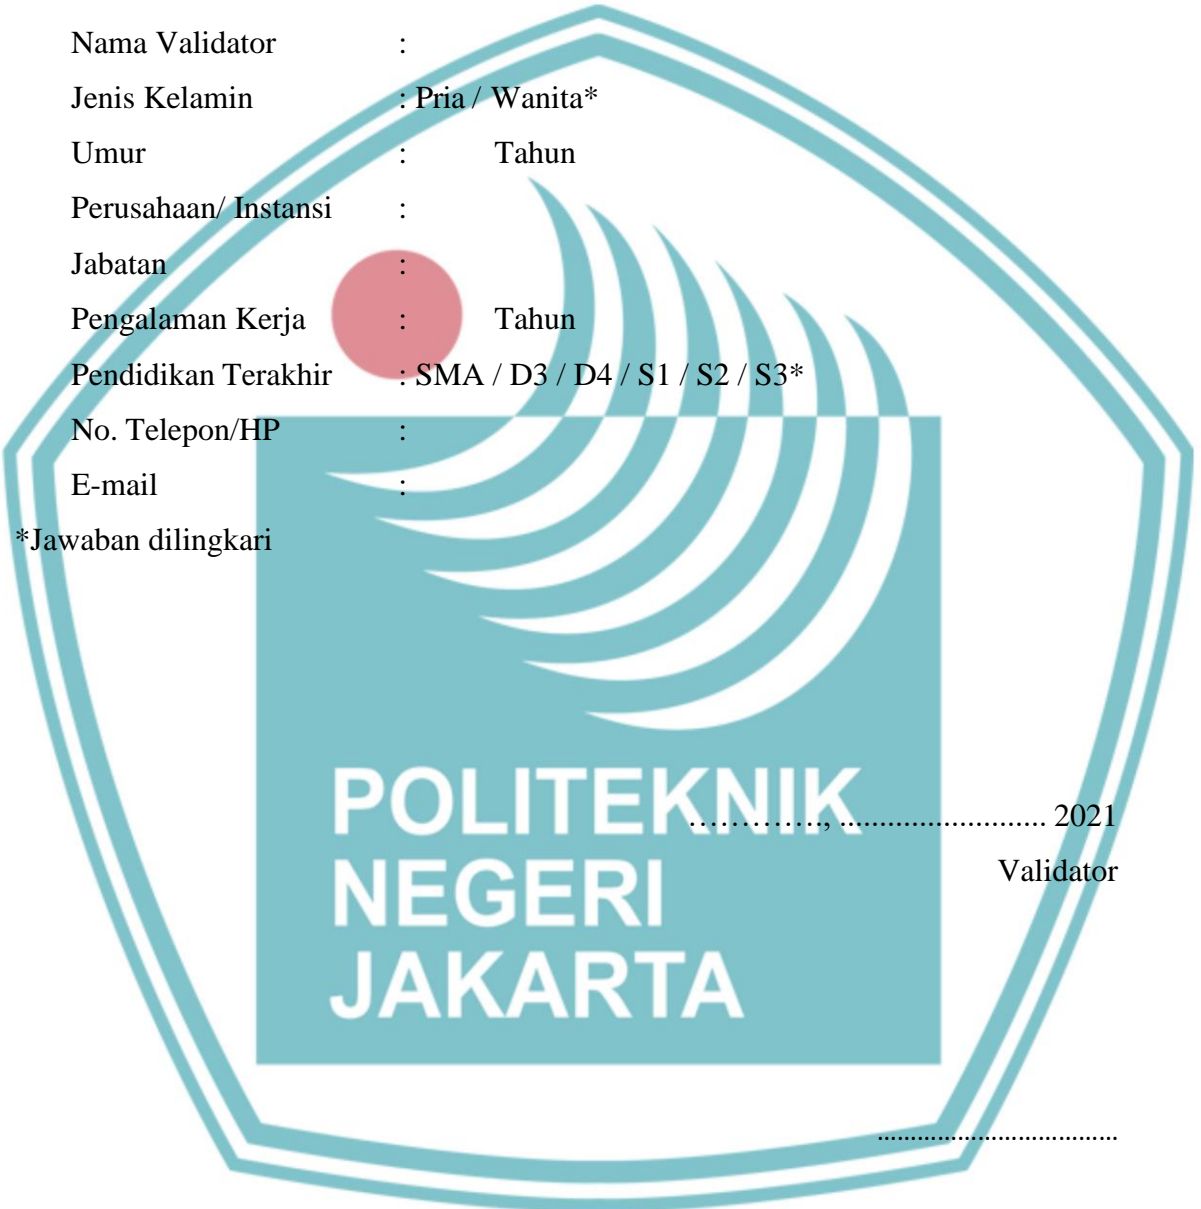 Nama Validator :
Jenis Kelamin : Pria / Wanita*
Umur : Tahun
Perusahaan/ Instansi :
Jabatan :
Pengalaman Kerja : Tahun
Pendidikan Terakhir : SMA / D3 / D4 / S1 / S2 / S3*
No. Telepon/HP :
E-mail :
*Jawaban dilingkari
POLITEKNIK
NEGERI
JAKARTA
…………., .......................... 2021
Validator
....................................